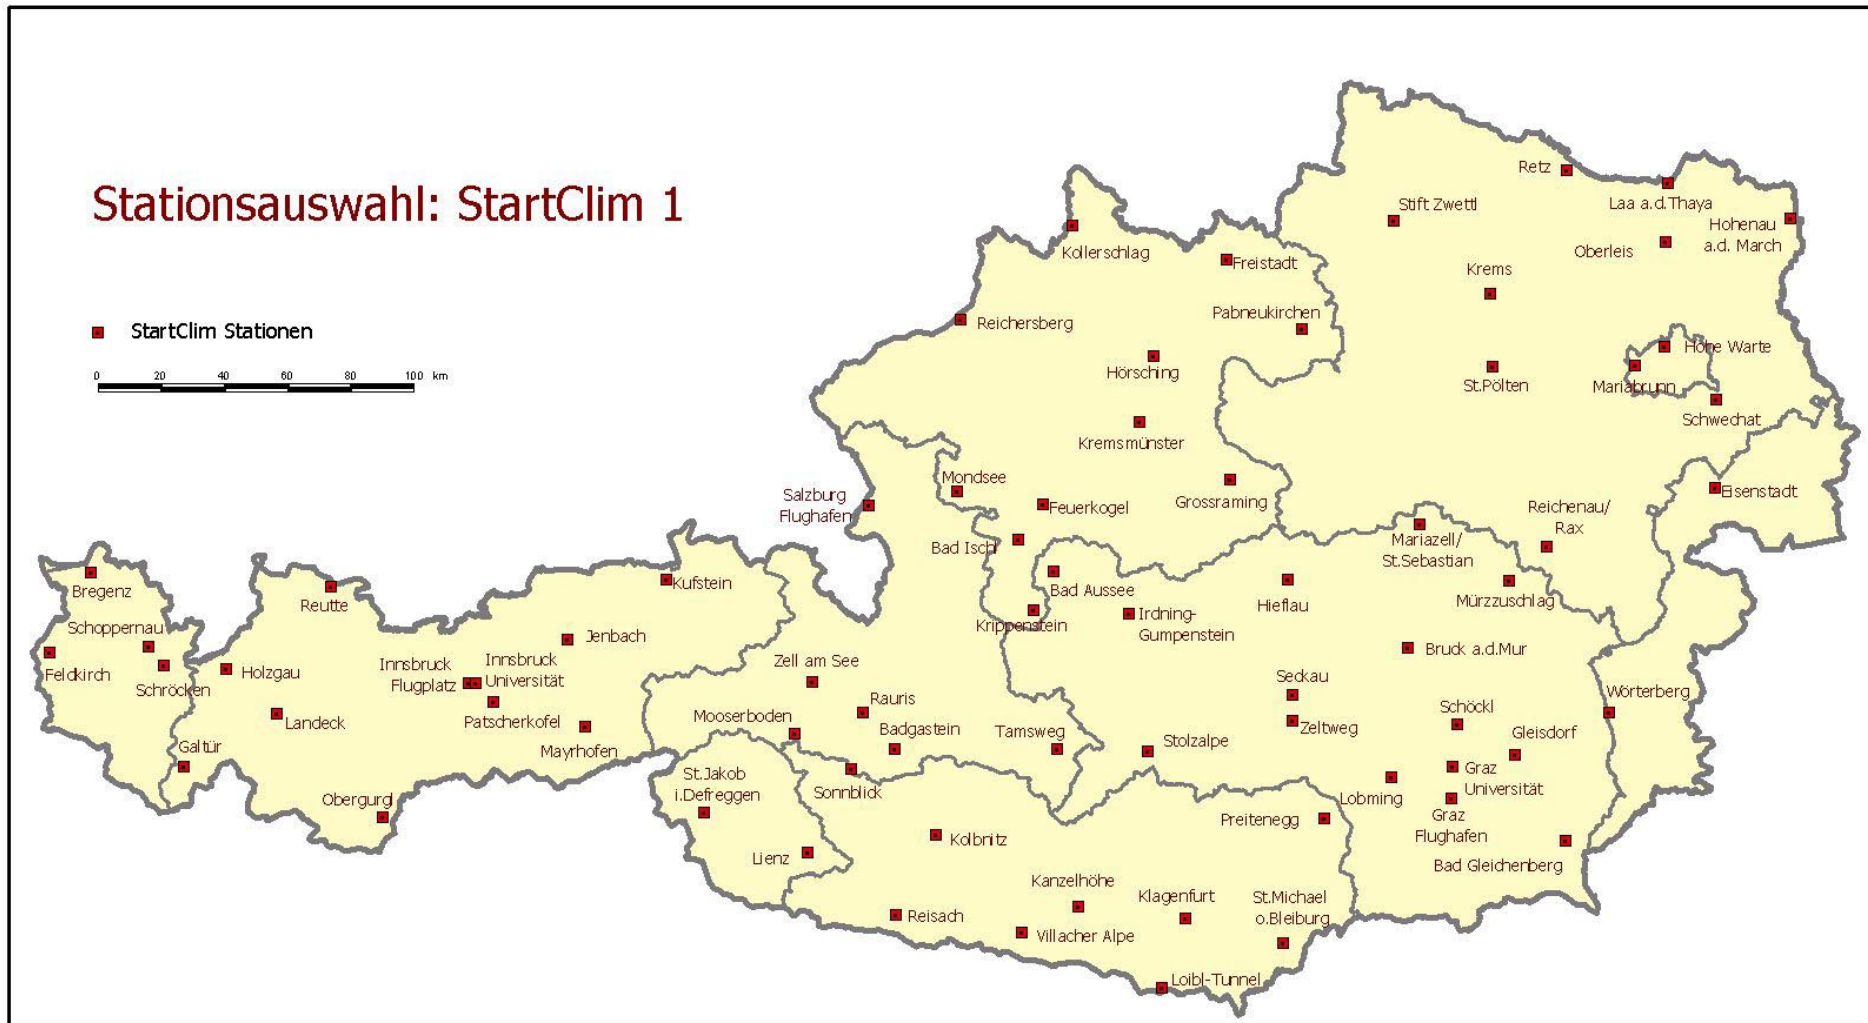 Stationsauswahl: StartClim 1
StartClim Stationen
0 20 40 60 80 100 km
Retz
Laa a.d.Thaya
Stift Zwettl
Hohenau
a.d. March
Oberleis
Kollerschlag
Freistadt
Krems
Reichersberg
Pabneukirchen
Hohe Warte
Hörsching
St.Pölten
Mariabrunn
Schwechat
Kremsmünster
Mondsee
Salzburg
Flughafen
Feuerkogel
Grossraming
Eisenstadt
Reichenau/
Rax
Mariazell/
St.Sebastian
Bad Ischl
Bad Aussee
Krippenstein
Irdning-
Gumpenstein
Hieflau
Mürzzuschlag
Bregenz
Reutte
Kufstein
Schoppernau
Feldkirch
Schröcken
Holzgau
Innsbruck
Flugplatz
Innsbruck
Universität
Jenbach
Zell am See
Bruck a.d.Mur
Landeck
Patscherkofel
Mayrhofen
Mooserboden
Rauris
Badgastein
Tamsweg
Stolzalpe
Seckau
Zeltweg
Schöckl
Gleisdorf
Wörterberg
Galtür
Obergurgl
St.Jakob
i.Defreggen
Sonnblick
Lobming
Graz
Universität
Graz
Flughafen
Preitenegg
Lienz
Kolbnitz
Bad Gleichenberg
Kanzelhöhe
Klagenfurt
St.Michael
o.Bleiburg
Reisach
Villacher Alpe
Loibl-Tunnel